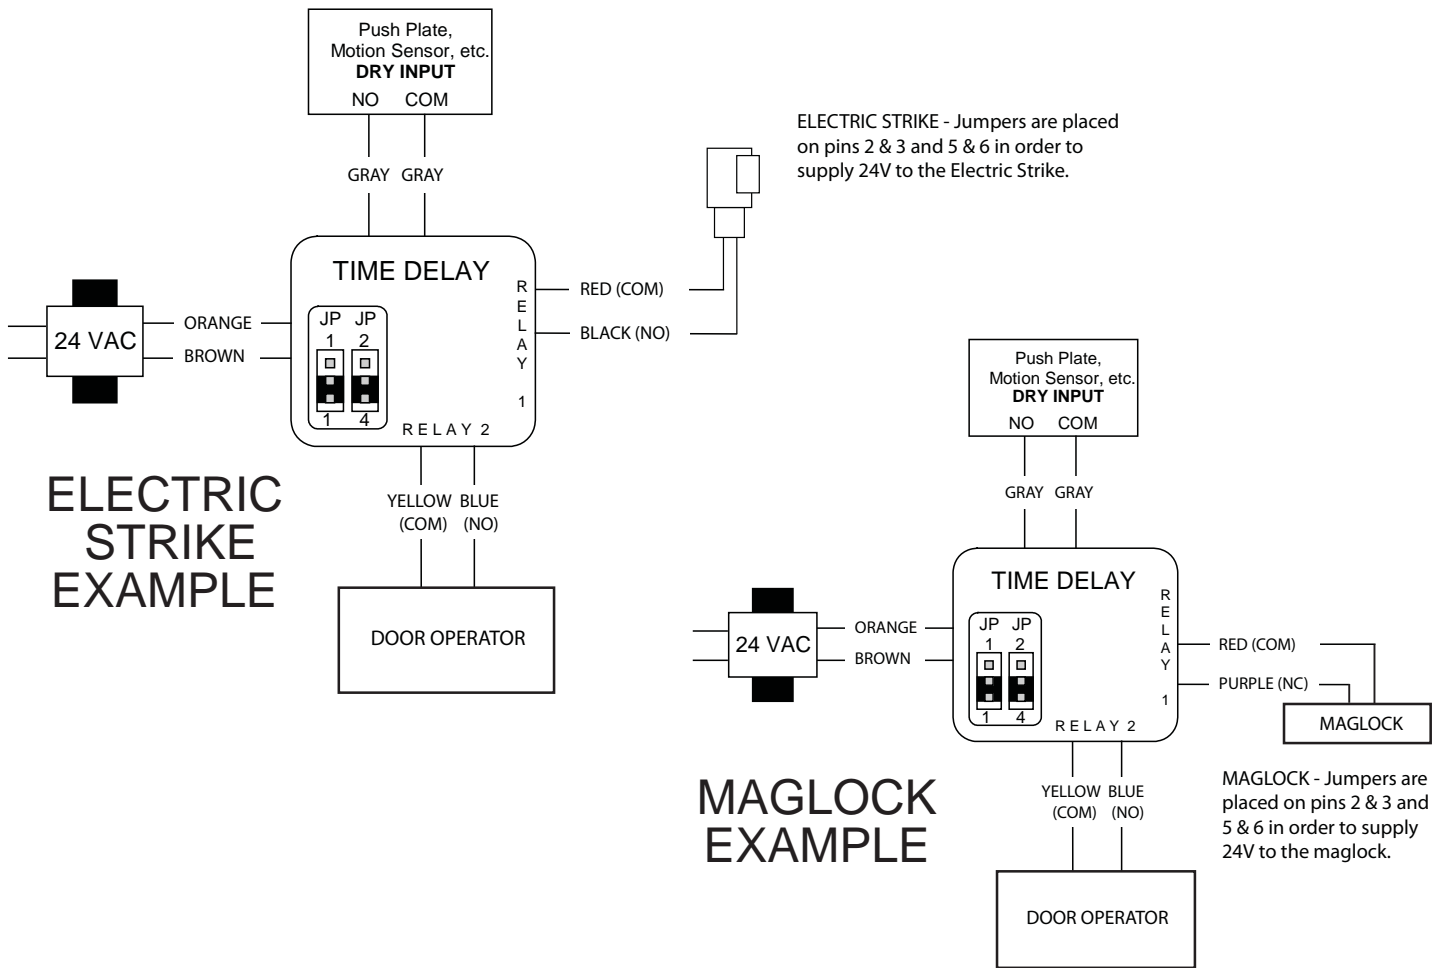 Push Plate,
Motion Sensor, etc.
DRY INPUT
NO COM
GRAY GRAY
ELECTRIC STRIKE - Jumpers are placed
on pins 2 & 3 and 5 & 6 in order to
supply 24V to the Electric Strike.
TIME DELAY
24 VAC
ORANGE
BROWN
JP JP
1 2
1 4
RELAY 1
RED (COM)
BLACK (NO)
RELAY 2
YELLOW BLUE
(COM) (NO)
DOOR OPERATOR
ELECTRIC
STRIKE
EXAMPLE
Push Plate,
Motion Sensor, etc.
DRY INPUT
NO COM
GRAY GRAY
TIME DELAY
24 VAC
ORANGE
BROWN
JP JP
1 2
1 4
RELAY 1
RED (COM)
PURPLE (NC)
MAGLOCK
RELAY 2
YELLOW BLUE
(COM) (NO)
DOOR OPERATOR
MAGLOCK
EXAMPLE
MAGLOCK - Jumpers are
placed on pins 2 & 3 and
5 & 6 in order to supply
24V to the maglock.